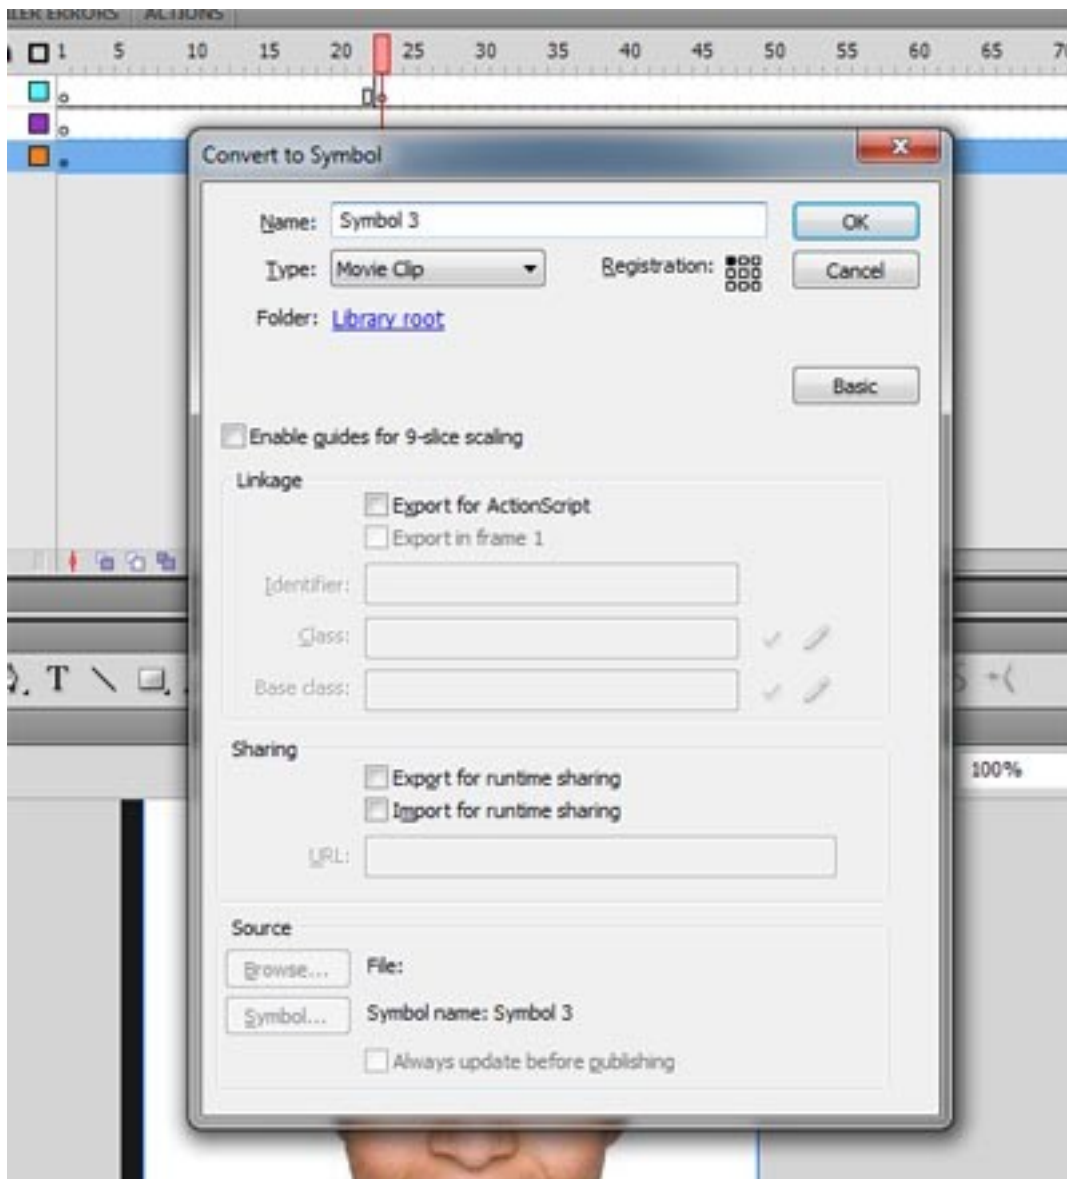 ILER ERRORS ACTIONS
1 5 10 15 20 25 30 35 40 45 50 55 60 65 70
Convert to Symbol
Name: Symbol 3 OK
Type: Movie Clip Registration: Cancel
Folder: Library root
Basic
Enable guides for 9-slice scaling
Linkage
Export for ActionScript
Export in frame 1
Identifier:
Class:
Base class:
T
100%
Sharing
Export for runtime sharing
Import for runtime sharing
URL:
Source
Browse... File:
Symbol... Symbol name: Symbol 3
Always update before publishing